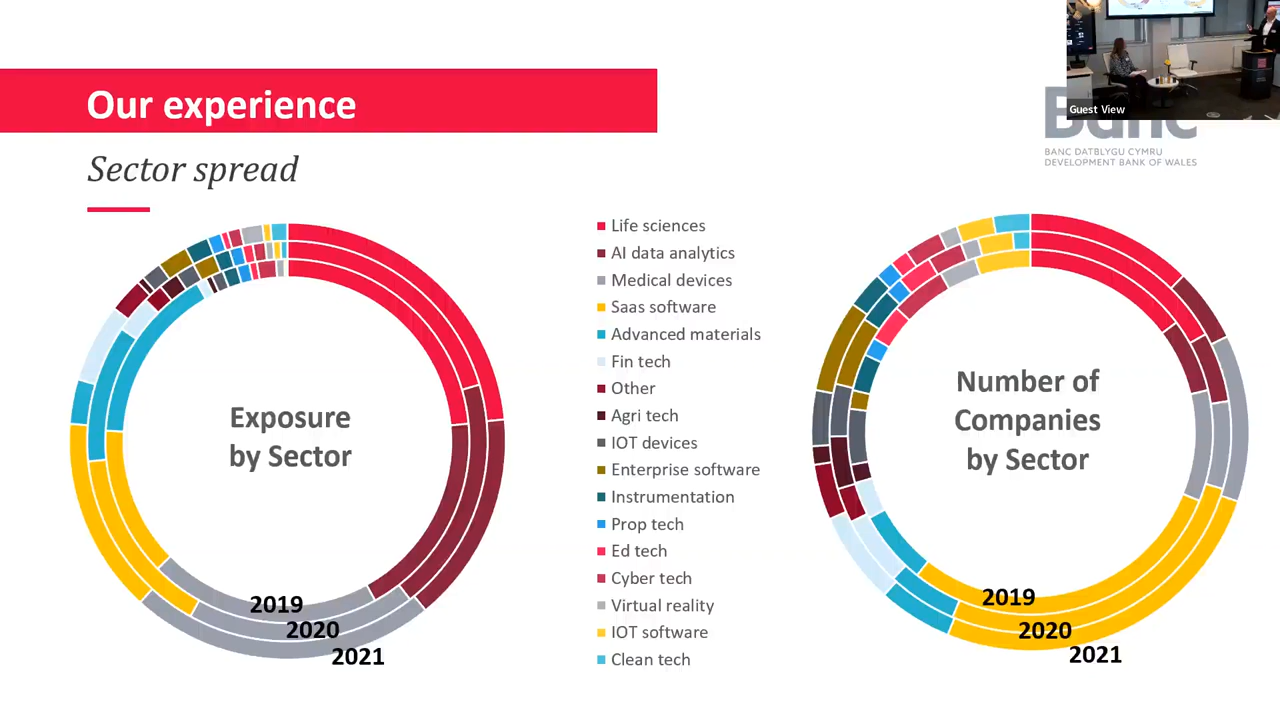 Our experience
Sector spread
Guest View
Banc
BANC DATBLYGU CYMRU
DEVELOPMENT BANK OF WALES
Exposure
by Sector
2019
2020
2021
Life sciences
AI data analytics
Medical devices
Saas software
Advanced materials
Fin tech
Other
Agri tech
IOT devices
Enterprise software
Instrumentation
Prop tech
Ed tech
Cyber tech
Virtual reality
IOT software
Clean tech
Number of
Companies
by Sector
2019
2020
2021